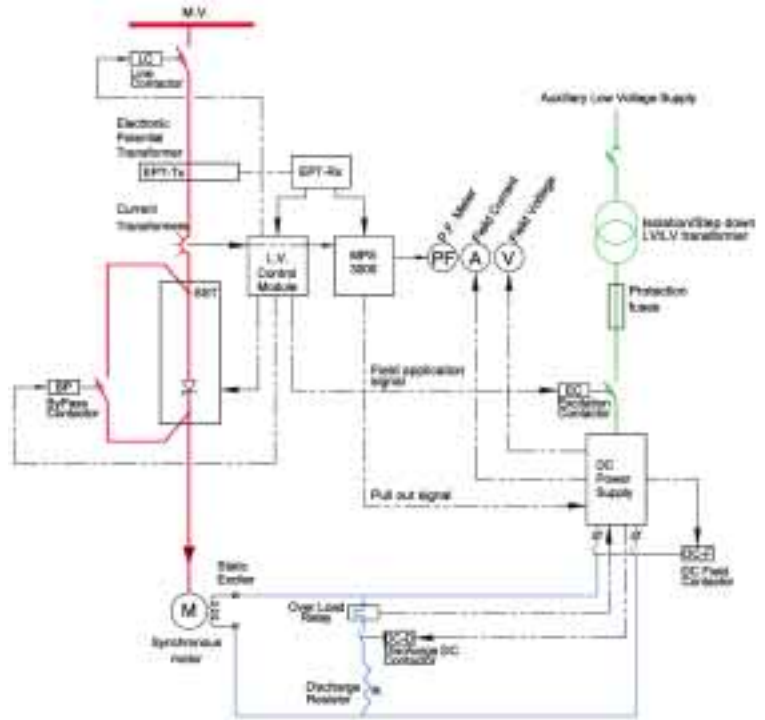 M.V.
LC
Line
Contactor
Auxiliary Low Voltage Supply
Electronic
Potential
Transformer
EPT-Tx
EPT-Rx
Current
Transformers
P.F. Meter
Field Current
Field Voltage
Isolation/Step down
LV/LV transformer
L.V.
Control
Module
MPS
3000
PF
A
V
Protection
fuses
BP
ByPass
Contactor
Field application
signal
EC
Excitation
Contactor
DC
Power
Supply
Pull out signal
DC-F
DC Field
Contactor
Static
Exciter
M
Synchronous
motor
Over Load
Relay
DC-D
Discharge DC
Contactor
Discharge
Resistor